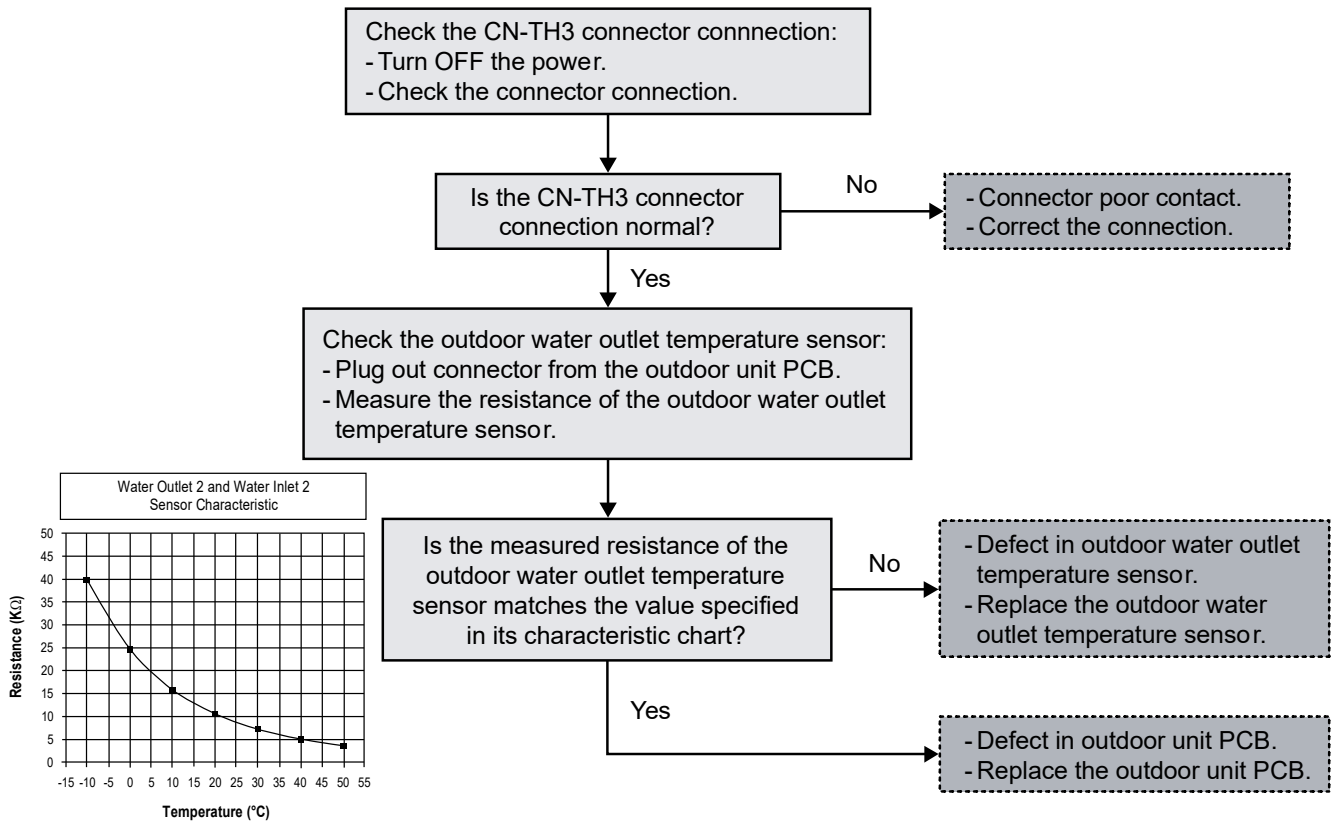 Check the CN-TH3 connector connnection:
- Turn OFF the power.
- Check the connector connection.
Is the CN-TH3 connector
connection normal?
No
- Connector poor contact.
- Correct the connection.
Yes
Check the outdoor water outlet temperature sensor:
- Plug out connector from the outdoor unit PCB.
- Measure the resistance of the outdoor water outlet
temperature sensor.
Water Outlet 2 and Water Inlet 2
Sensor Characteristic
50
45
40
35
30
25
20
15
10
5
0
Resistance (KΩ)
-15 -10 -5 0 5 10 15 20 25 30 35 40 45 50 55
Temperature (°C)
Is the measured resistance of the
outdoor water outlet temperature
sensor matches the value specified
in its characteristic chart?
No
- Defect in outdoor water outlet
temperature sensor.
- Replace the outdoor water
outlet temperature sensor.
Yes
- Defect in outdoor unit PCB.
- Replace the outdoor unit PCB.